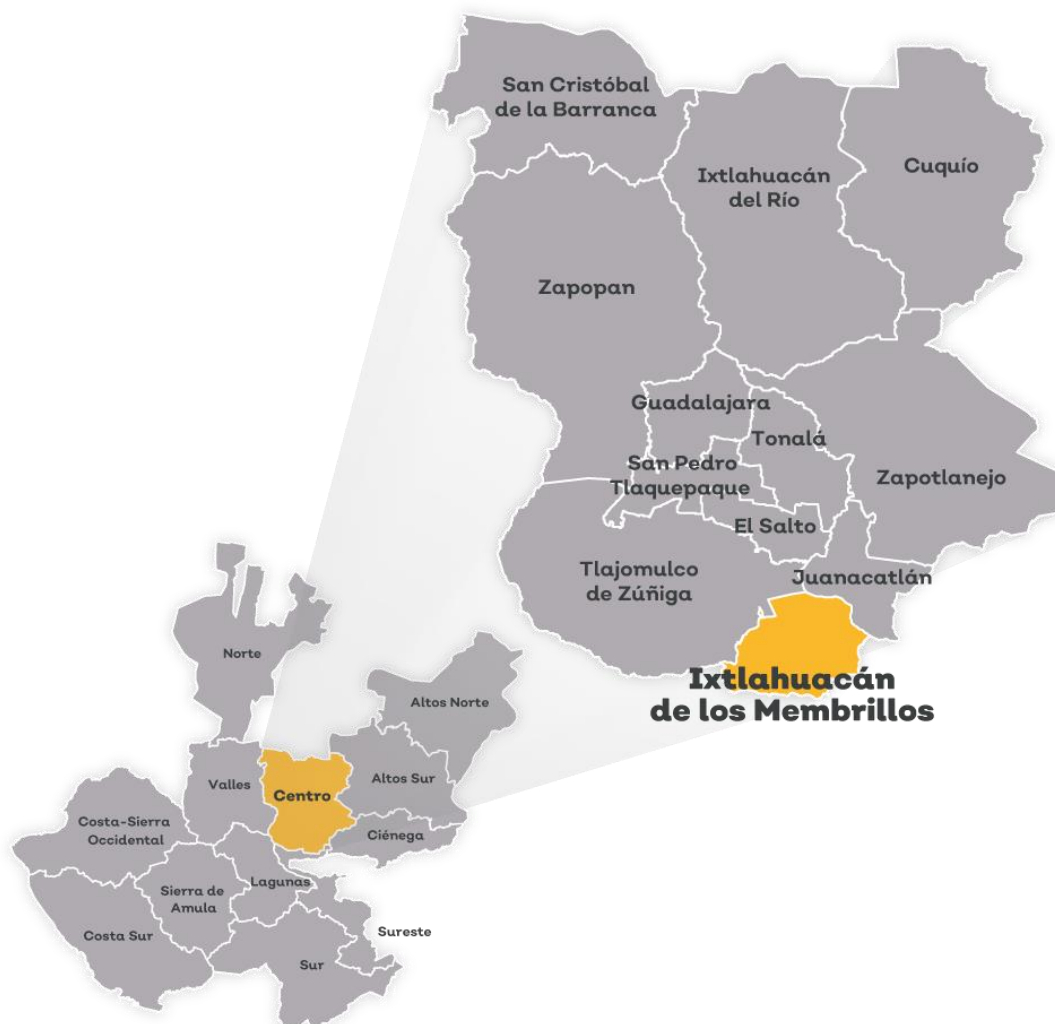 San Cristóbal
de la Barranca
Ixtlahuacán
del Río
Cuquío
Zapopan
Guadalajara
Tonalá
San Pedro
Tlaquepaque
Zapotlanejo
El Salto
Tlajomulco
de Zúñiga
Juanacatlán
Ixtlahuacán
de los Membrillos
Norte
Altos Norte
Valles
Centro
Altos Sur
Costa-Sierra
Occidental
Ciénega
Lagunas
Sierra de
Amula
Costa Sur
Sureste
Sur